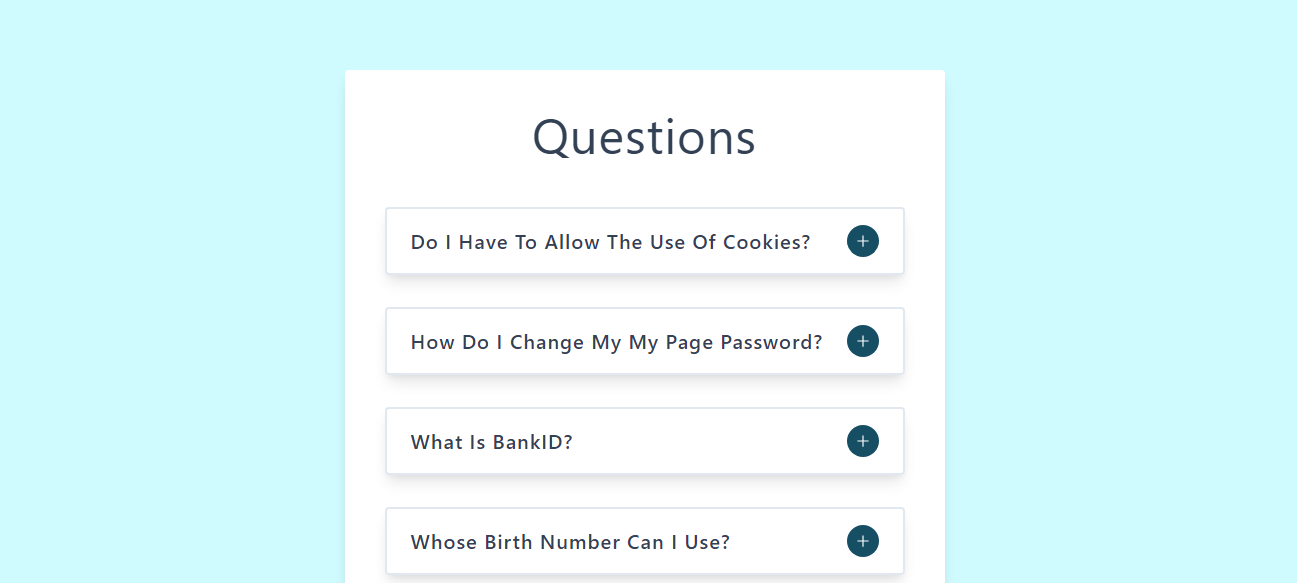 Questions
Do I Have To Allow The Use Of Cookies?
How Do I Change My My Page Password?
What Is BankID?
Whose Birth Number Can I Use?